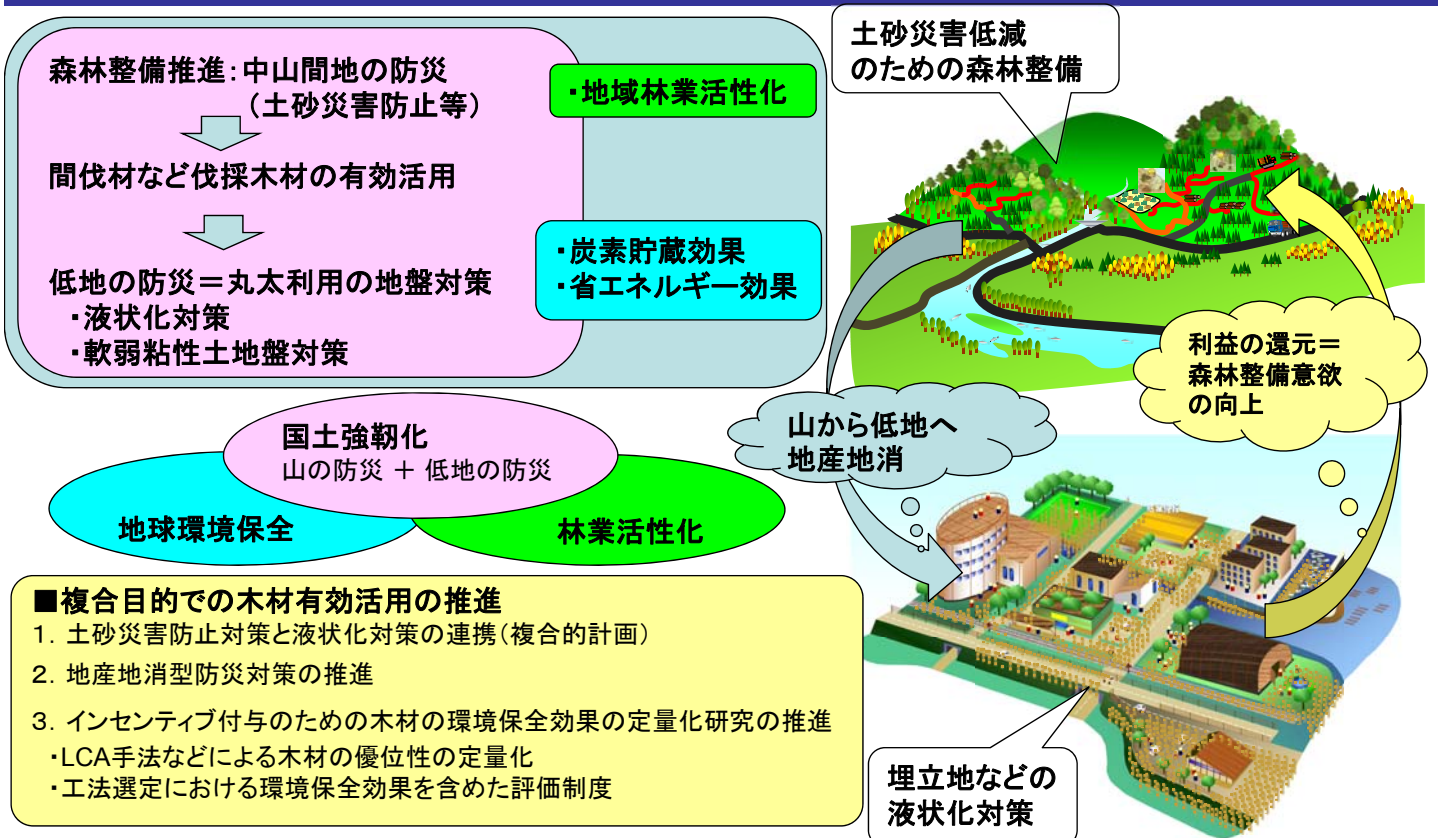 森林整備推進：中山間地の防災
（土砂災害防止等）
・地域林業活性化
間伐材など伐採木材の有効活用
低地の防災＝丸太利用の地盤対策
・液状化対策
・軟弱粘性土地盤対策
・炭素貯蔵効果
・省エネルギー効果
国土強靭化
山の防災 ＋ 低地の防災
地球環境保全
林業活性化
■複合目的での木材有効活用の推進
1．土砂災害防止対策と液状化対策の連携（複合的計画）
2．地産地消型防災対策の推進
3．インセンティブ付与のための木材の環境保全効果の定量化研究の推進
・LCA手法などによる木材の優位性の定量化
・工法選定における環境保全効果を含めた評価制度
土砂災害低減
のための森林整備
利益の還元＝
森林整備意欲
の向上
山から低地へ
地産地消
埋立地などの
液状化対策